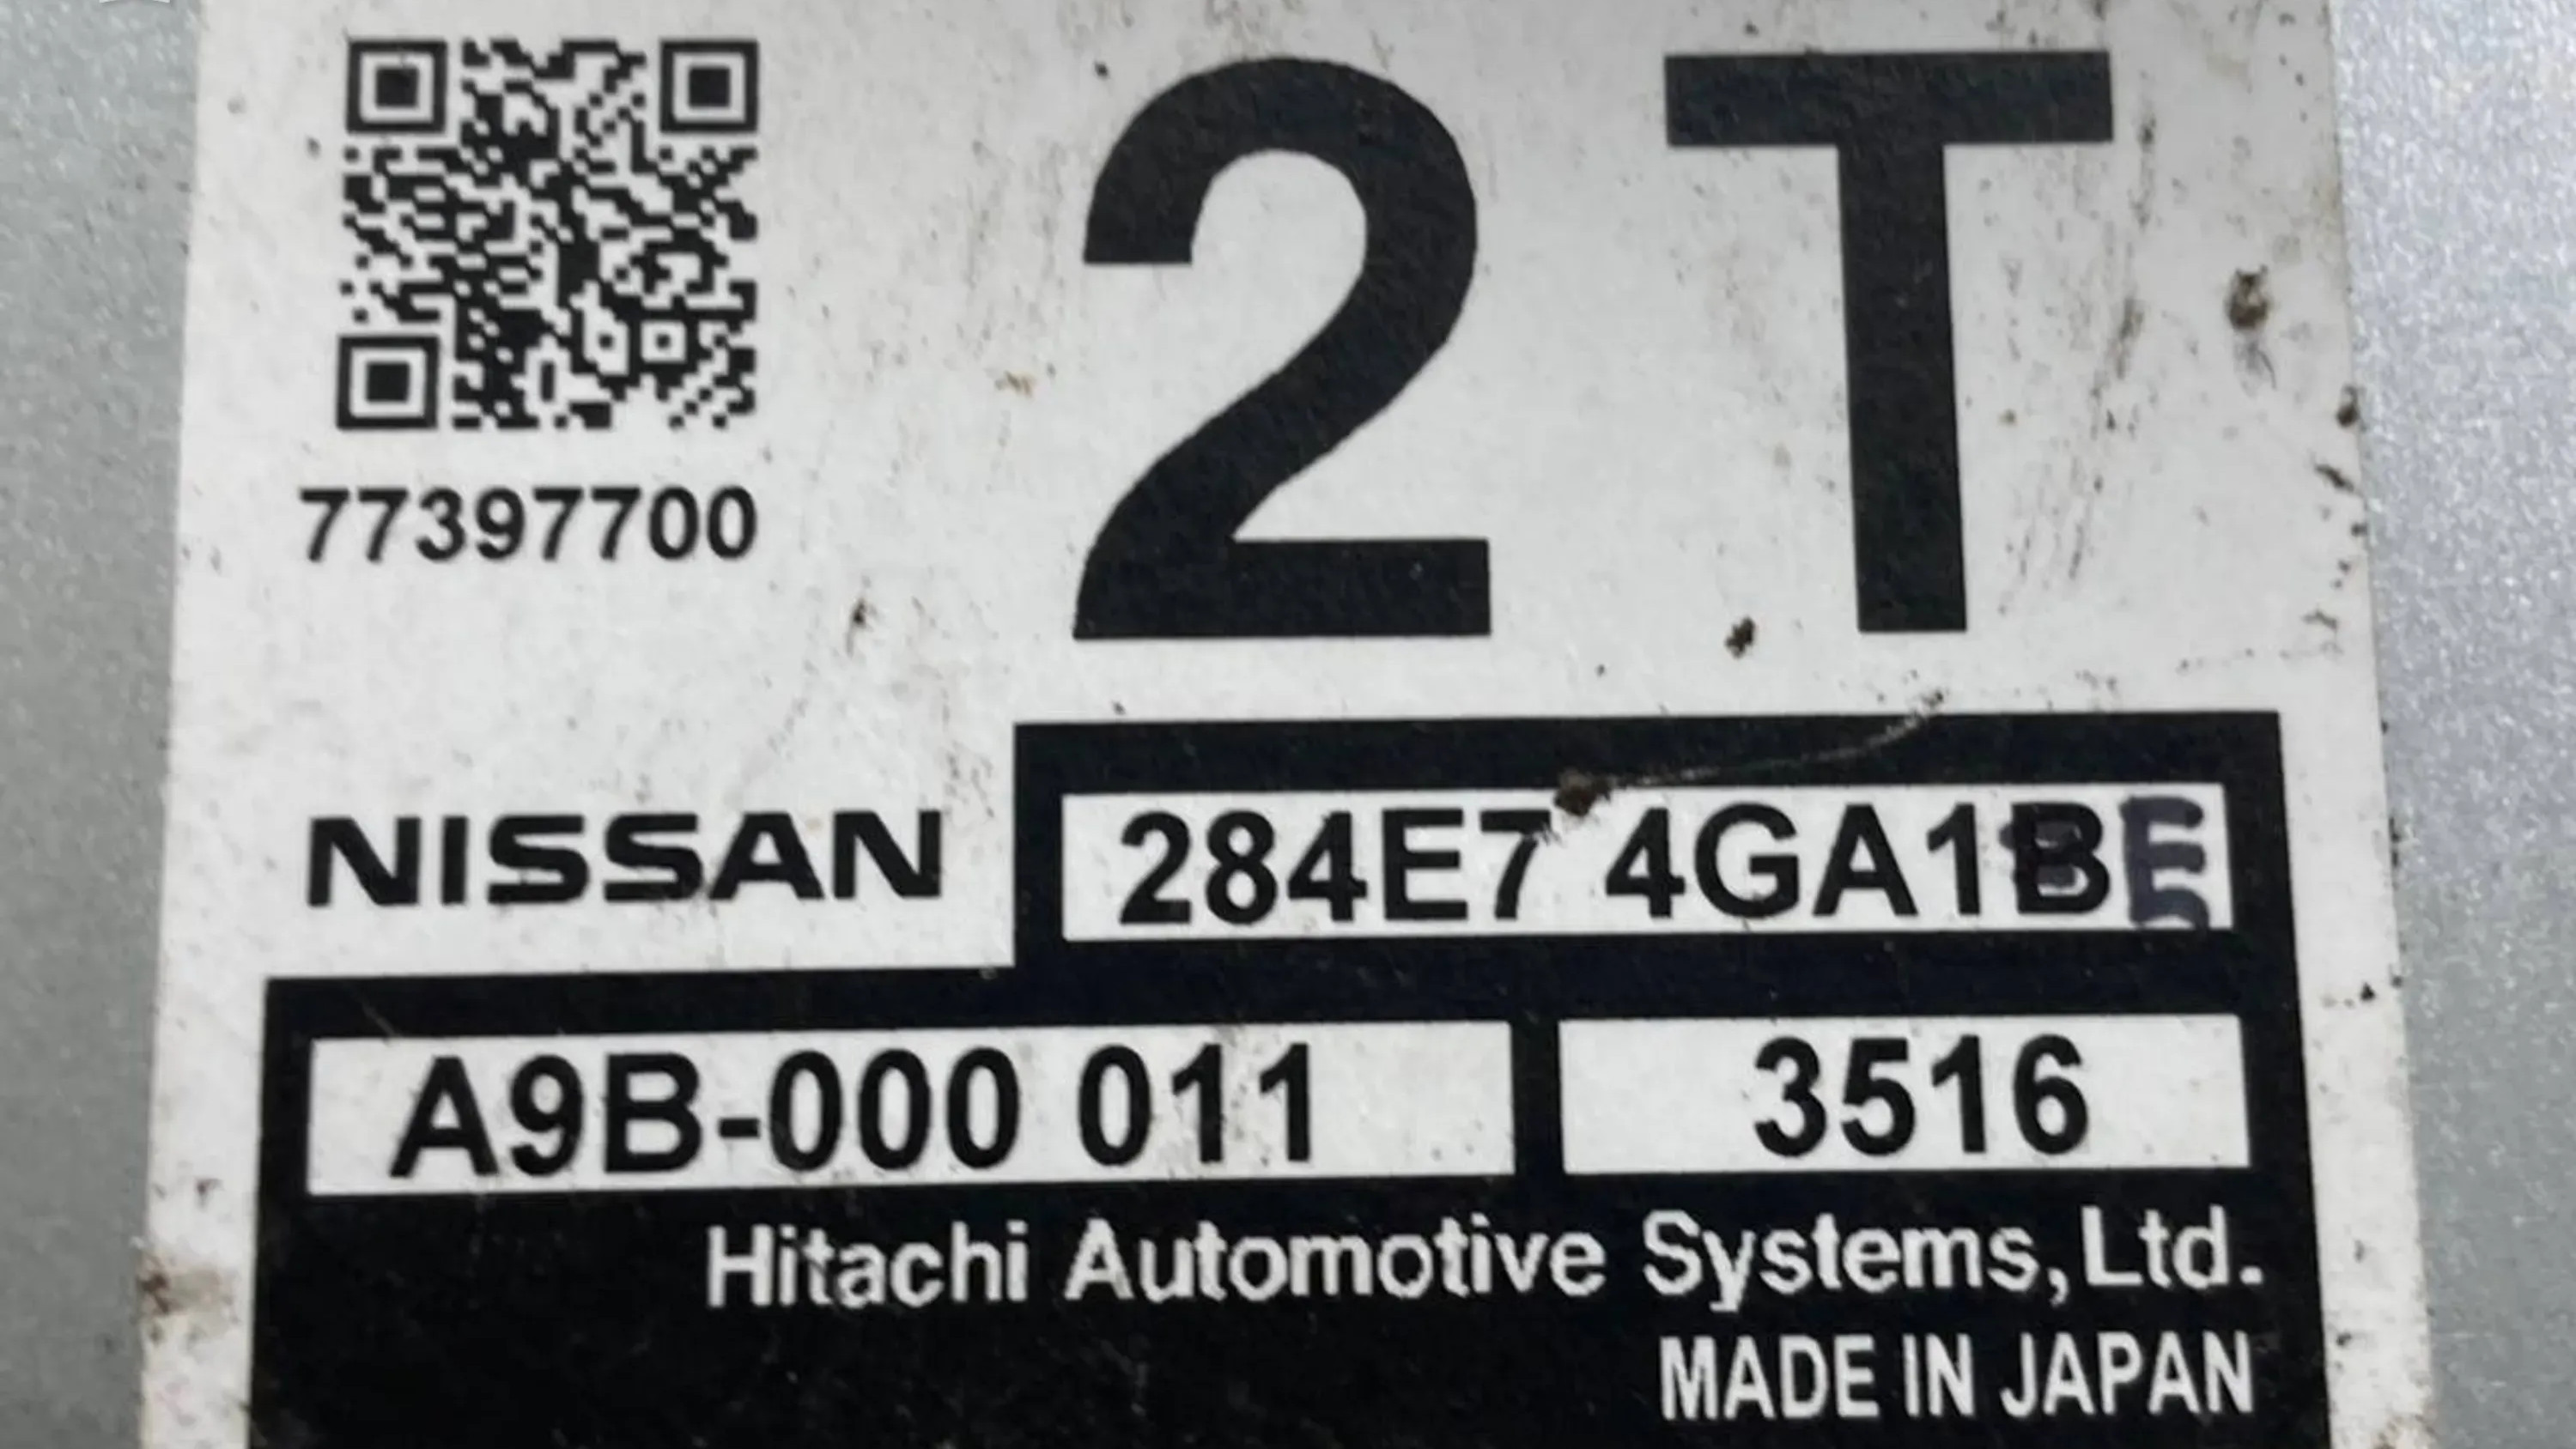 2 T
77397700
NISSAN
284E7 4GA1B E
A9B-000 011
3516
Hitachi Automotive Systems, Ltd.
MADE IN JAPAN